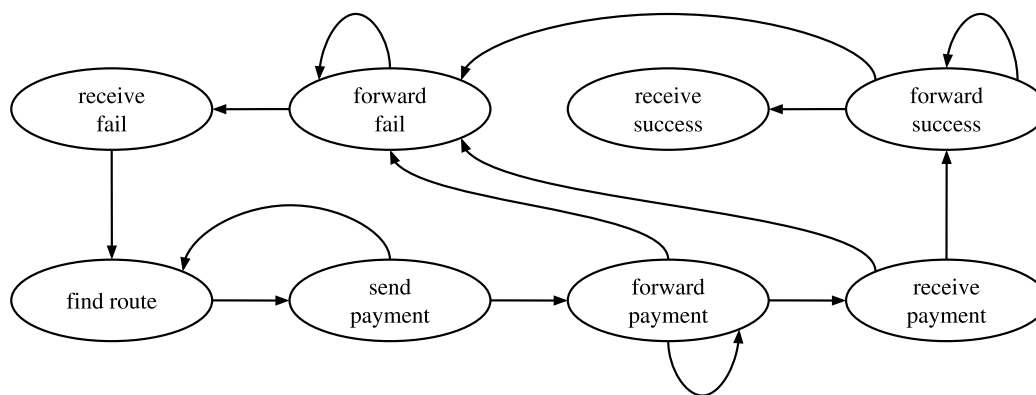 receive
fail
forward
fail
receive
success
forward
success
find route
send
payment
forward
payment
receive
payment